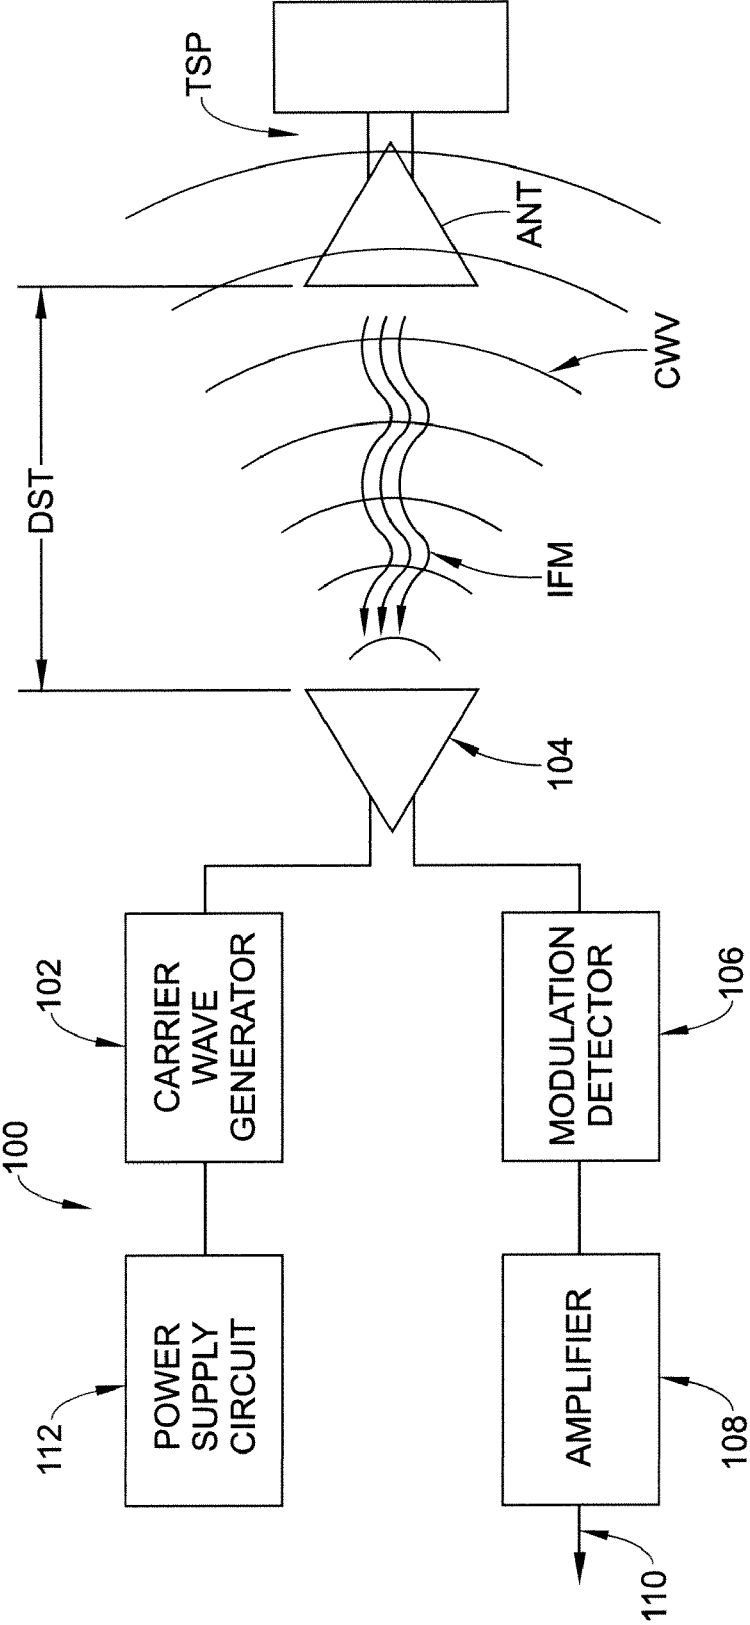 100
112
POWER
SUPPLY
CIRCUIT
102
CARRIER
WAVE
GENERATOR
DST
TSP
ANT
CWV
IFM
104
MODULATION
DETECTOR
106
AMPLIFIER
108
110